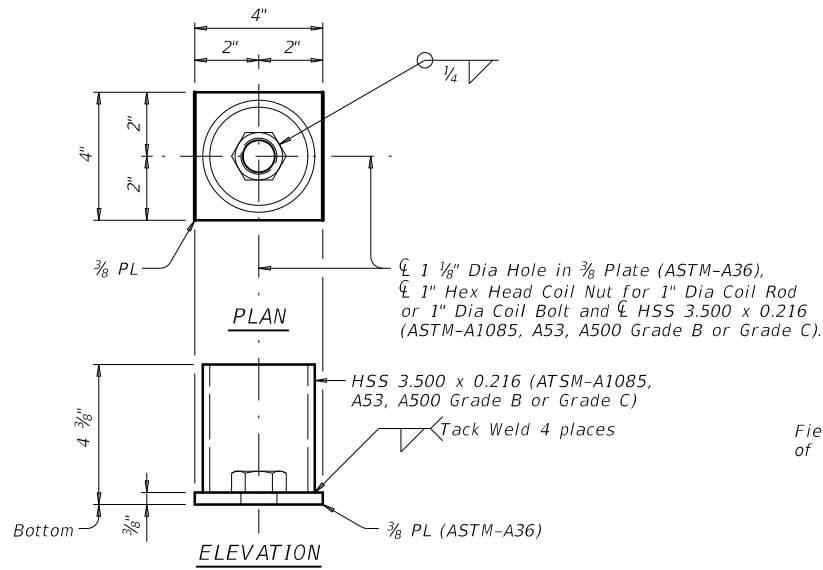 4"
2" 2"
1/4
4"
2"
2"
3/8 PL
℄ 1 1/8" Dia Hole in 3/8 Plate (ASTM-A36),
℄ 1" Hex Head Coil Nut for 1" Dia Coil Rod
or 1" Dia Coil Bolt and ℄ HSS 3.500 x 0.216
(ASTM-A1085, A53, A500 Grade B or Grade C).
PLAN
HSS 3.500 x 0.216 (ATSM-A1085,
A53, A500 Grade B or Grade C)
4 3/8"
Tack Weld 4 places
Fie
of
3/8"
Bottom
3/8 PL (ASTM-A36)
ELEVATION